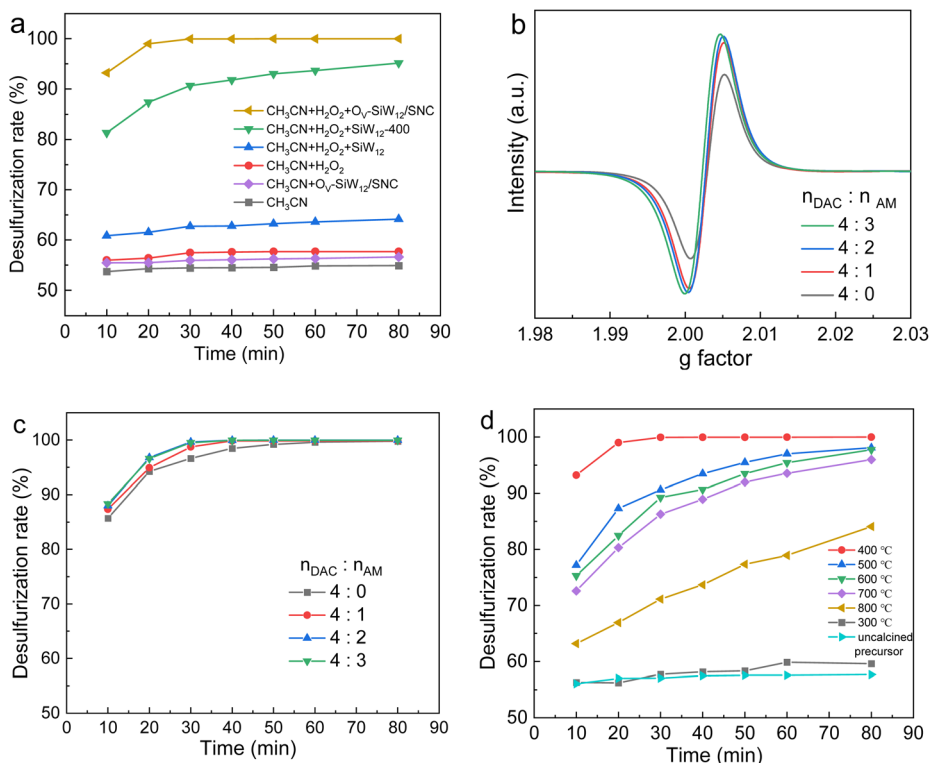 a
Desulfurization rate (%)
100
90
80
70
60
50
CH₃CN+H₂O₂+Oᵥ-SiW₁₂/SNC
CH₃CN+H₂O₂+SiW₁₂-400
CH₃CN+H₂O₂+SiW₁₂
CH₃CN+H₂O₂
CH₃CN+Oᵥ-SiW₁₂/SNC
CH₃CN
0 10 20 30 40 50 60 70 80 90
Time (min)
b
Intensity (a.u.)
n DAC : n AM
4 : 3
4 : 2
4 : 1
4 : 0
1.98 1.99 2.00 2.01 2.02 2.03
g factor
c
Desulfurization rate (%)
100
90
80
70
60
50
n DAC : n AM
4 : 0
4 : 1
4 : 2
4 : 3
0 10 20 30 40 50 60 70 80 90
Time (min)
d
Desulfurization rate (%)
100
90
80
70
60
50
400 ℃
500 ℃
600 ℃
700 ℃
800 ℃
300 ℃
uncalcined
precursor
0 10 20 30 40 50 60 70 80 90
Time (min)